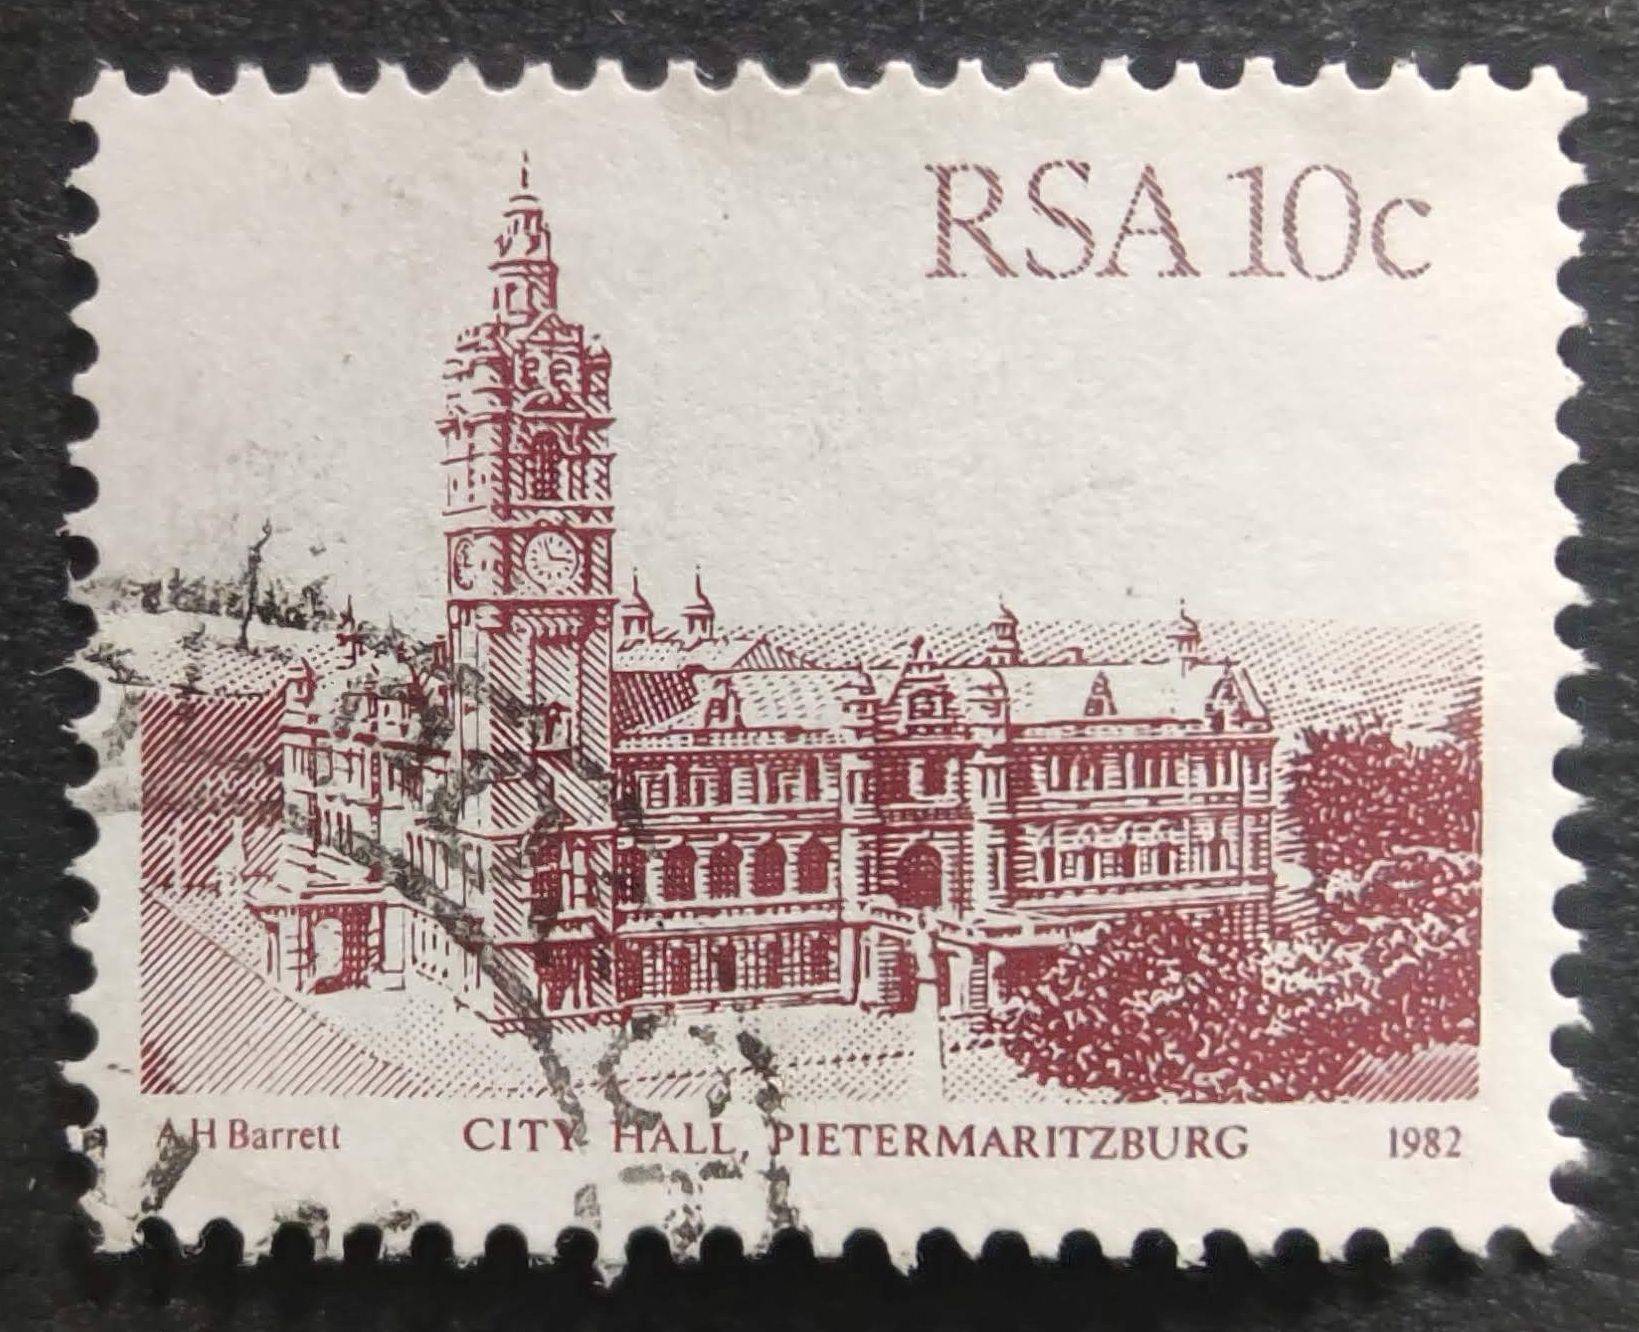 RSA 10c
A H Barrett CITY HALL, PIETERMARITZBURG 1982